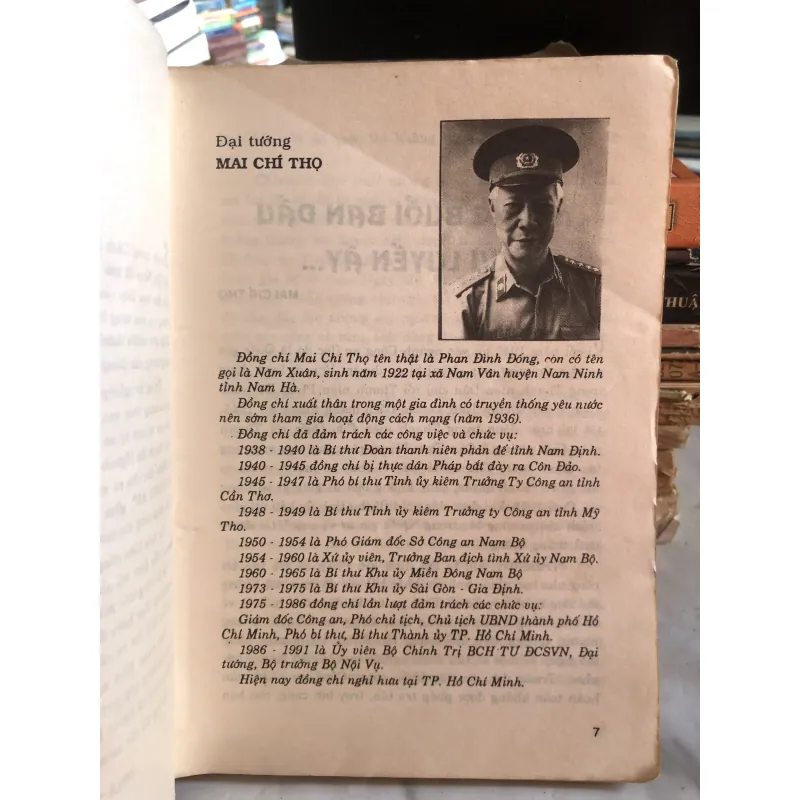 Đại tướng
MAI CHÍ THỌ
Đồng chí Mai Chí Thọ tên thật là Phan Đình Đống, còn có tên
gọi là Năm Xuân, sinh năm 1922 tại xã Nam Vân huyện Nam Ninh
tỉnh Nam Hà.
Đồng chí xuất thân trong một gia đình có truyền thống yêu nước
nên sớm tham gia hoạt động cách mạng (năm 1936).
Đồng chí đã đảm trách các công việc và chức vụ:
1938 - 1940 là Bí thư Đoàn thanh niên phản đế tỉnh Nam Định.
1940 - 1945 đồng chí bị thực dân Pháp bắt đày ra Côn Đảo.
1945 - 1947 là Phó bí thư Tỉnh ủy kiêm Trưởng Ty Công an tỉnh
Cần Thơ.
1948 - 1949 là Bí thư Tỉnh ủy kiêm Trưởng ty Công an tỉnh Mỹ
Tho.
1950 - 1954 là Phó Giám đốc Sở Công an Nam Bộ
1954 - 1960 là Xứ ủy viên, Trưởng Ban địch tình Xứ ủy Nam Bộ.
1960 - 1965 là Bí thư Khu ủy Miền Đông Nam Bộ
1973 - 1975 là Bí thư Khu ủy Sài Gòn - Gia Định.
1975 - 1986 đồng chí lần lượt đảm trách các chức vụ:
Giám đốc Công an, Phó chủ tịch, Chủ tịch UBND thành phố Hồ
Chí Minh, Phó bí thư, Bí thư Thành ủy TP. Hồ Chí Minh.
1986 - 1991 là Ủy viên Bộ Chính Trị BCH TƯ ĐCSVN, Đại
tướng, Bộ trưởng Bộ Nội Vụ.
Hiện nay đồng chí nghỉ hưu tại TP. Hồ Chí Minh.
7
THUẬ